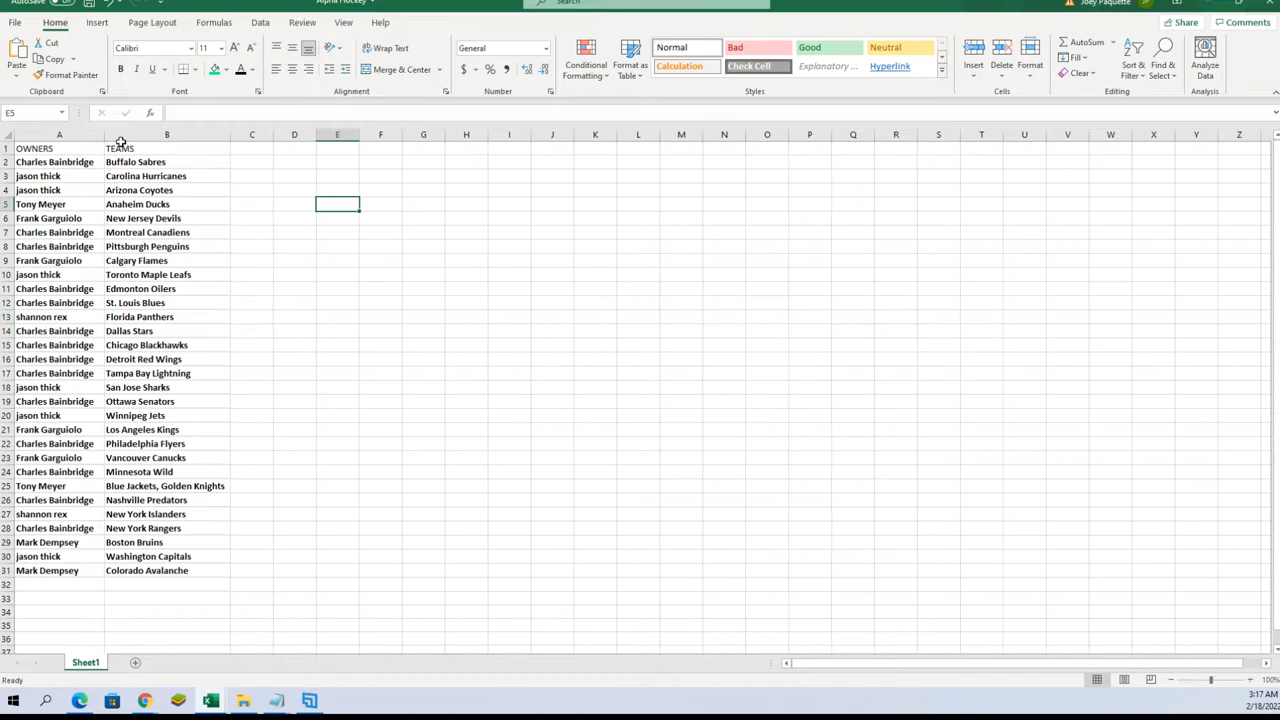 AutoSave Off Alpha Hockey Search Joey Paquette JP
File Home Insert Page Layout Formulas Data Review View Help Share Comments
Paste Cut Copy Format Painter Calibri 11 Wrap Text Merge & Center General Conditional Formatting Format as Table Normal Bad Good Neutral Calculation Check Cell Explanatory ... Hyperlink Insert Delete Format AutoSum Fill Clear Sort & Filter Find & Select Analyze Data
Clipboard Font Alignment Number Styles Cells Editing Analysis
E5 fx
A B C D E F G H I J K L M N O P Q R S T U V W X Y Z
1 OWNERS TEAMS
2 Charles Bainbridge Buffalo Sabres
3 jason thick Carolina Hurricanes
4 jason thick Arizona Coyotes
5 Tony Meyer Anaheim Ducks
6 Frank Garguiolo New Jersey Devils
7 Charles Bainbridge Montreal Canadiens
8 Charles Bainbridge Pittsburgh Penguins
9 Frank Garguiolo Calgary Flames
10 jason thick Toronto Maple Leafs
11 Charles Bainbridge Edmonton Oilers
12 Charles Bainbridge St. Louis Blues
13 shannon rex Florida Panthers
14 Charles Bainbridge Dallas Stars
15 Charles Bainbridge Chicago Blackhawks
16 Charles Bainbridge Detroit Red Wings
17 Charles Bainbridge Tampa Bay Lightning
18 jason thick San Jose Sharks
19 Charles Bainbridge Ottawa Senators
20 jason thick Winnipeg Jets
21 Frank Garguiolo Los Angeles Kings
22 Charles Bainbridge Philadelphia Flyers
23 Frank Garguiolo Vancouver Canucks
24 Charles Bainbridge Minnesota Wild
25 Tony Meyer Blue Jackets, Golden Knights
26 Charles Bainbridge Nashville Predators
27 shannon rex New York Islanders
28 Charles Bainbridge New York Rangers
29 Mark Dempsey Boston Bruins
30 jason thick Washington Capitals
31 Mark Dempsey Colorado Avalanche
32
33
34
35
36
37
Sheet1
Ready 100%
3:17 AM
2/18/2022